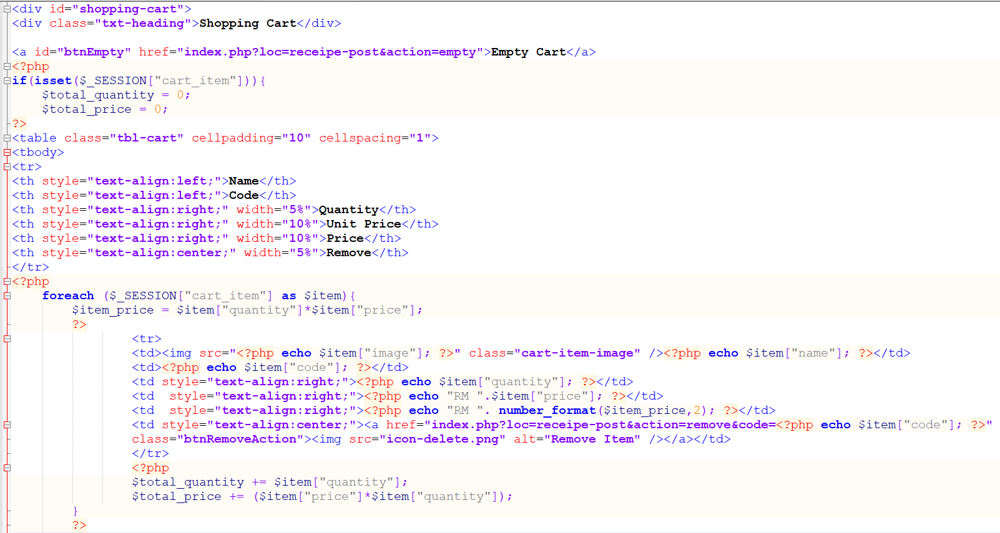 <div id="shopping-cart">
<div class="txt-heading">Shopping Cart</div>
<a id="btnEmpty" href="index.php?loc=receipe-post&action=empty">Empty Cart</a>
<?php
if(isset($_SESSION["cart_item"])){
    $total_quantity = 0;
    $total_price = 0;
?>
<table class="tbl-cart" cellpadding="10" cellspacing="1">
<tbody>
<tr>
<th style="text-align:left;">Name</th>
<th style="text-align:left;">Code</th>
<th style="text-align:right;" width="5%">Quantity</th>
<th style="text-align:right;" width="10%">Unit Price</th>
<th style="text-align:right;" width="10%">Price</th>
<th style="text-align:center;" width="5%">Remove</th>
</tr>
<?php
    foreach ($_SESSION["cart_item"] as $item){
        $item_price = $item["quantity"]*$item["price"];
        ?>
                <tr>
                <td><img src="<?php echo $item["image"]; ?>" class="cart-item-image" /><?php echo $item["name"]; ?></td>
                <td><?php echo $item["code"]; ?></td>
                <td style="text-align:right;"><?php echo $item["quantity"]; ?></td>
                <td  style="text-align:right;"><?php echo "RM ".$item["price"]; ?></td>
                <td  style="text-align:right;"><?php echo "RM ". number_format($item_price,2); ?></td>
                <td style="text-align:center;"><a href="index.php?loc=receipe-post&action=remove&code=<?php echo $item["code"]; ?>"
                class="btnRemoveAction"><img src="icon-delete.png" alt="Remove Item" /></a></td>
                </tr>
                <?php
                $total_quantity += $item["quantity"];
                $total_price += ($item["price"]*$item["quantity"]);
        }
        ?>